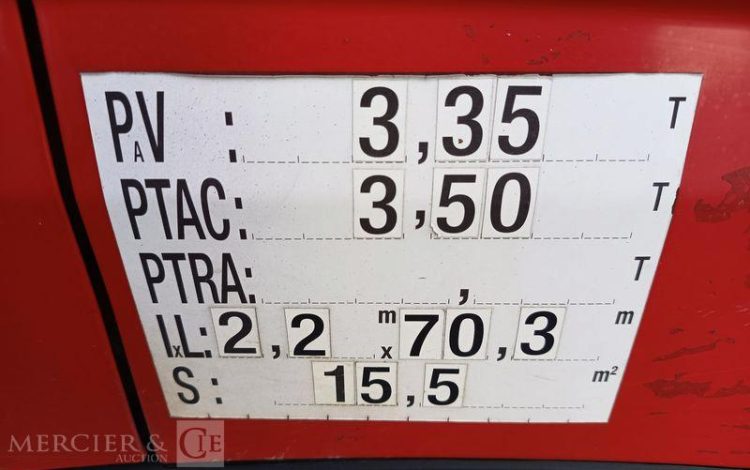 PAV : 3,35 T
PTAC: 3,50 T
PTRA: , T
lxL: 2,2 m x 70,3 m
S : 15,5 m²
MERCIER & CIE
AUCTION